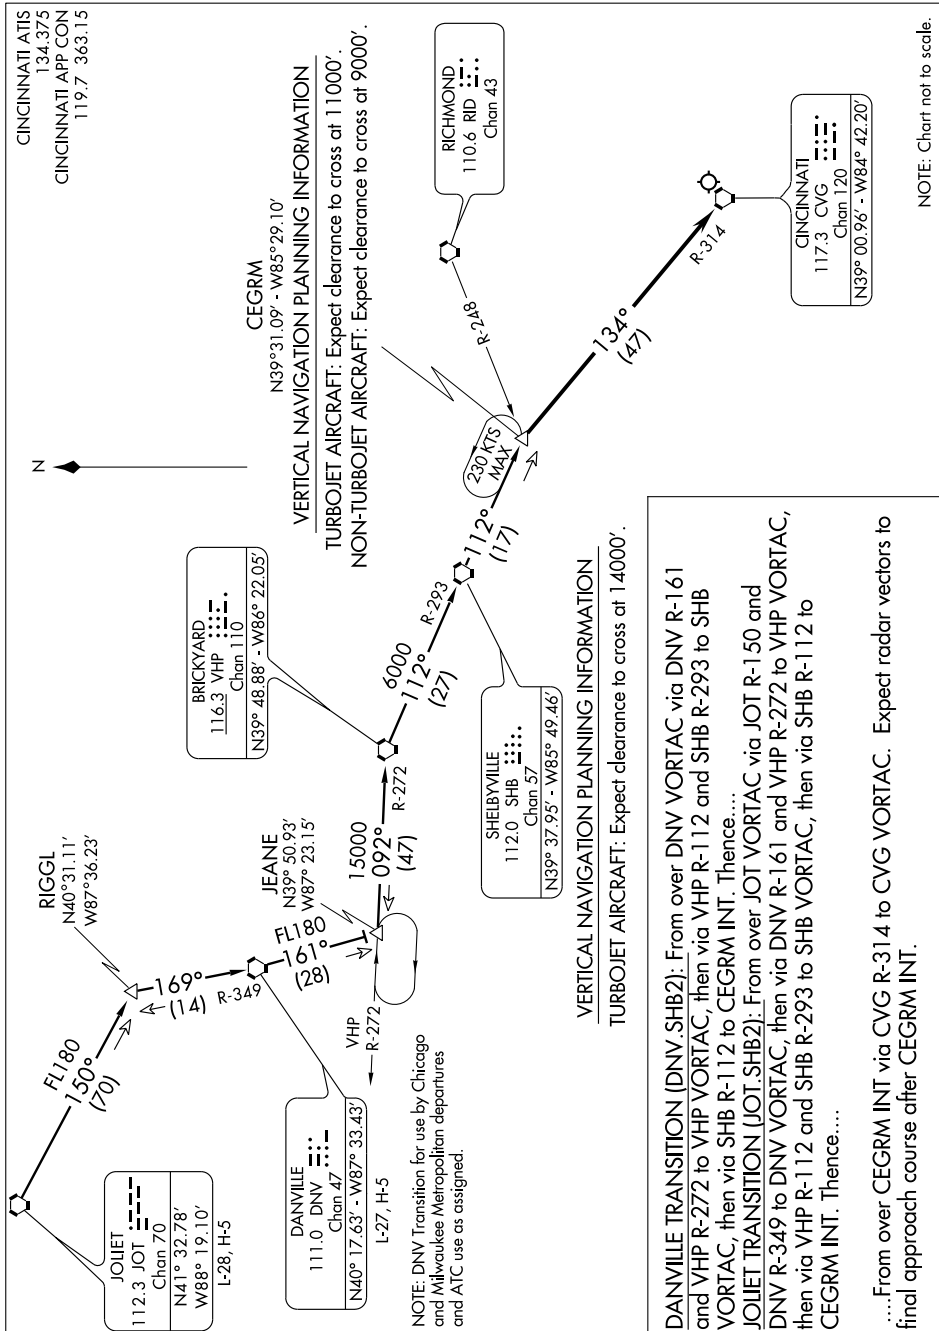 CINCINNATI ATIS
134.375
CINCINNATI APP CON
119.7 363.15
N
CEGRM
N39°31.09′ - W85°29.10′
VERTICAL NAVIGATION PLANNING INFORMATION
TURBOJET AIRCRAFT: Expect clearance to cross at 11000′.
NON-TURBOJET AIRCRAFT: Expect clearance to cross at 9000′.
RICHMOND
110.6 RID
Chan 43
R-248
JOLIET
112.3 JOT
Chan 70
N41° 32.78′
W88° 19.10′
L-28, H-5
FL180
150°
(70)
RIGGL
N40°31.11′
W87°36.23′
169°
(14)
R-349
DANVILLE
111.0 DNV
Chan 47
N40° 17.63′ - W87° 33.43′
L-27, H-5
FL180
161°
(28)
JEANE
N39° 50.93′
W87° 23.15′
VHP
R-272
15000
092°
(47)
R-272
BRICKYARD
116.3 VHP
Chan 110
N39° 48.88′ - W86° 22.05′
6000
112°
(27)
R-293
SHELBYVILLE
112.0 SHB
Chan 57
N39° 37.95′ - W85° 49.46′
VERTICAL NAVIGATION PLANNING INFORMATION
TURBOJET AIRCRAFT: Expect clearance to cross at 14000′.
112°
(17)
230 KTS
MAX
134°
(47)
R-314
CINCINNATI
117.3 CVG
Chan 120
N39° 00.96′ - W84° 42.20′
NOTE: DNV Transition for use by Chicago
and Milwaukee Metropolitan departures
and ATC use as assigned.
DANVILLE TRANSITION (DNV.SHB2): From over DNV VORTAC via DNV R-161
and VHP R-272 to VHP VORTAC, then via VHP R-112 and SHB R-293 to SHB
VORTAC, then via SHB R-112 to CEGRM INT. Thence....
JOLIET TRANSITION (JOT.SHB2): From over JOT VORTAC via JOT R-150 and
DNV R-349 to DNV VORTAC, then via DNV R-161 and VHP R-272 to VHP VORTAC,
then via VHP R-112 and SHB R-293 to SHB VORTAC, then via SHB R-112 to
CEGRM INT. Thence....
....From over CEGRM INT via CVG R-314 to CVG VORTAC. Expect radar vectors to
final approach course after CEGRM INT.
NOTE: Chart not to scale.